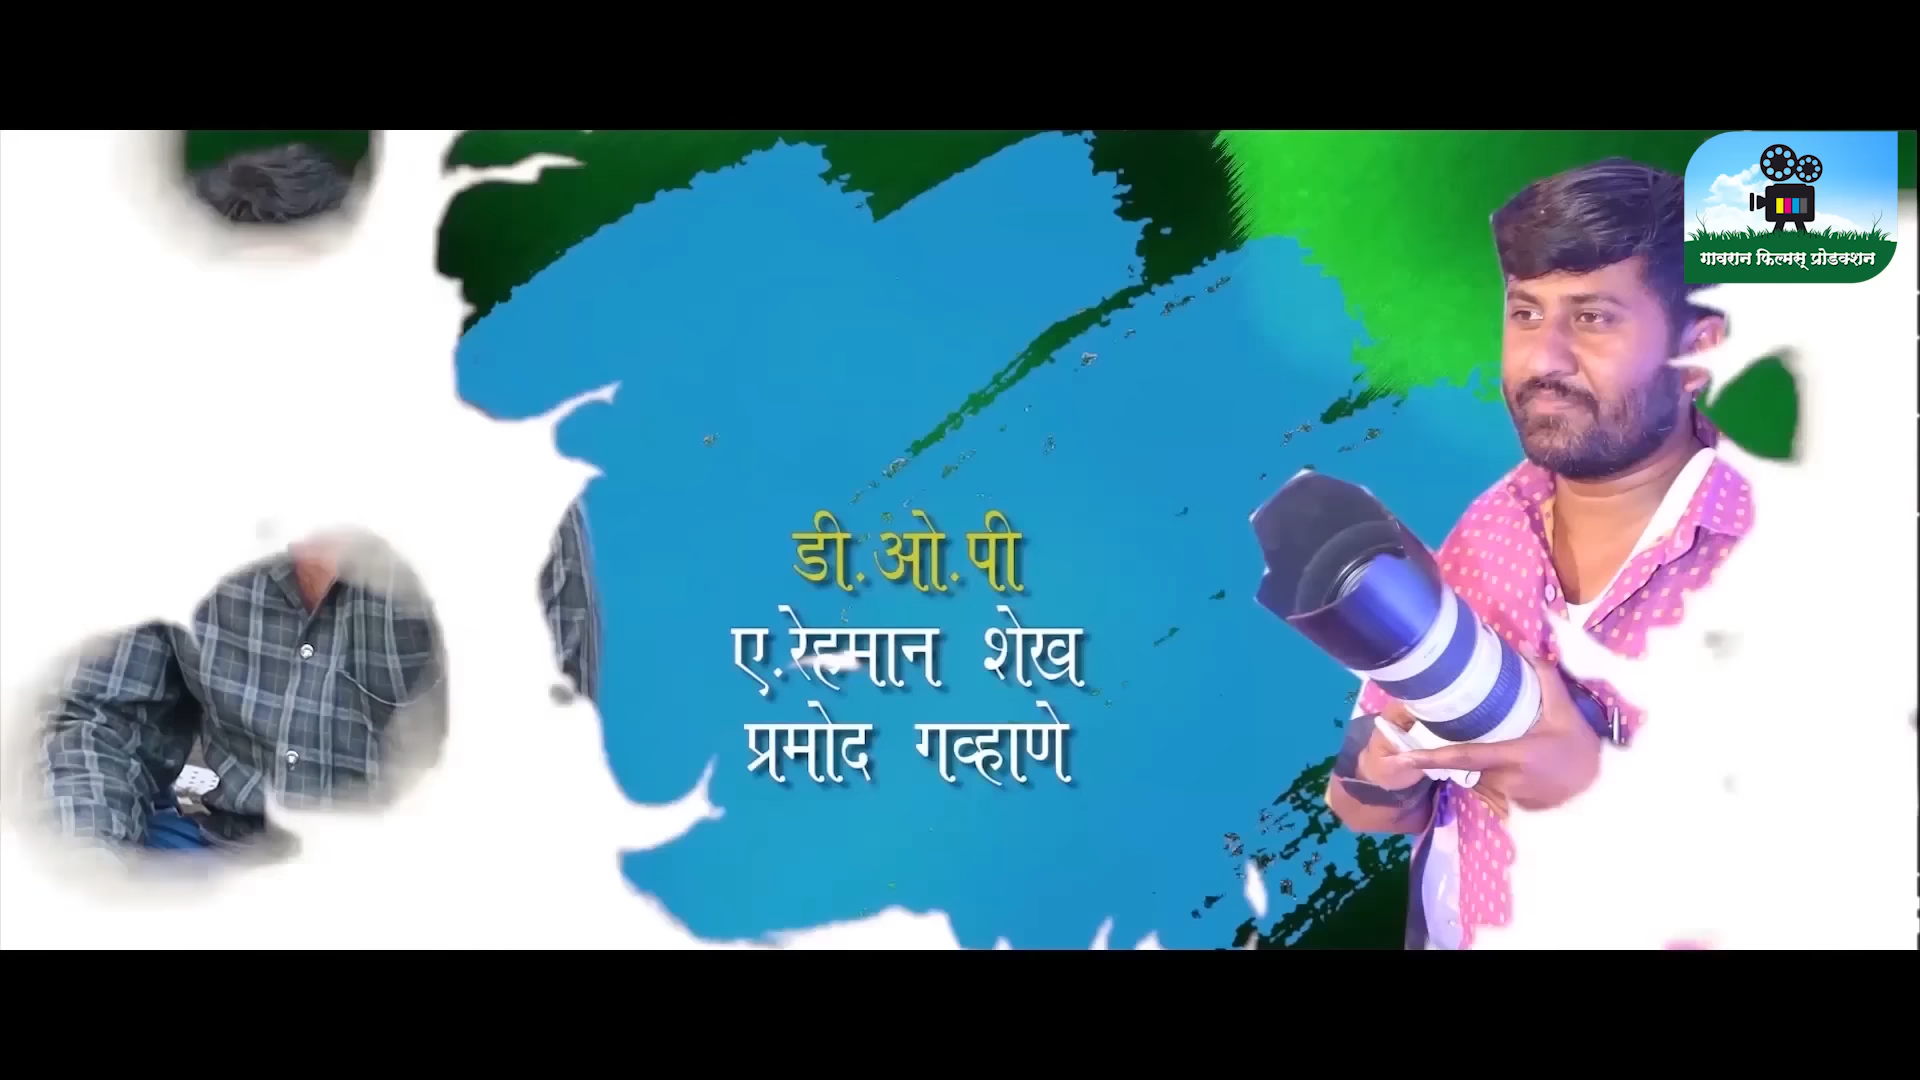 गावरान फिल्मस् प्रोडक्शन
डी.ओ.पी
ए.रेहमान शेख
प्रमोद गव्हाणे